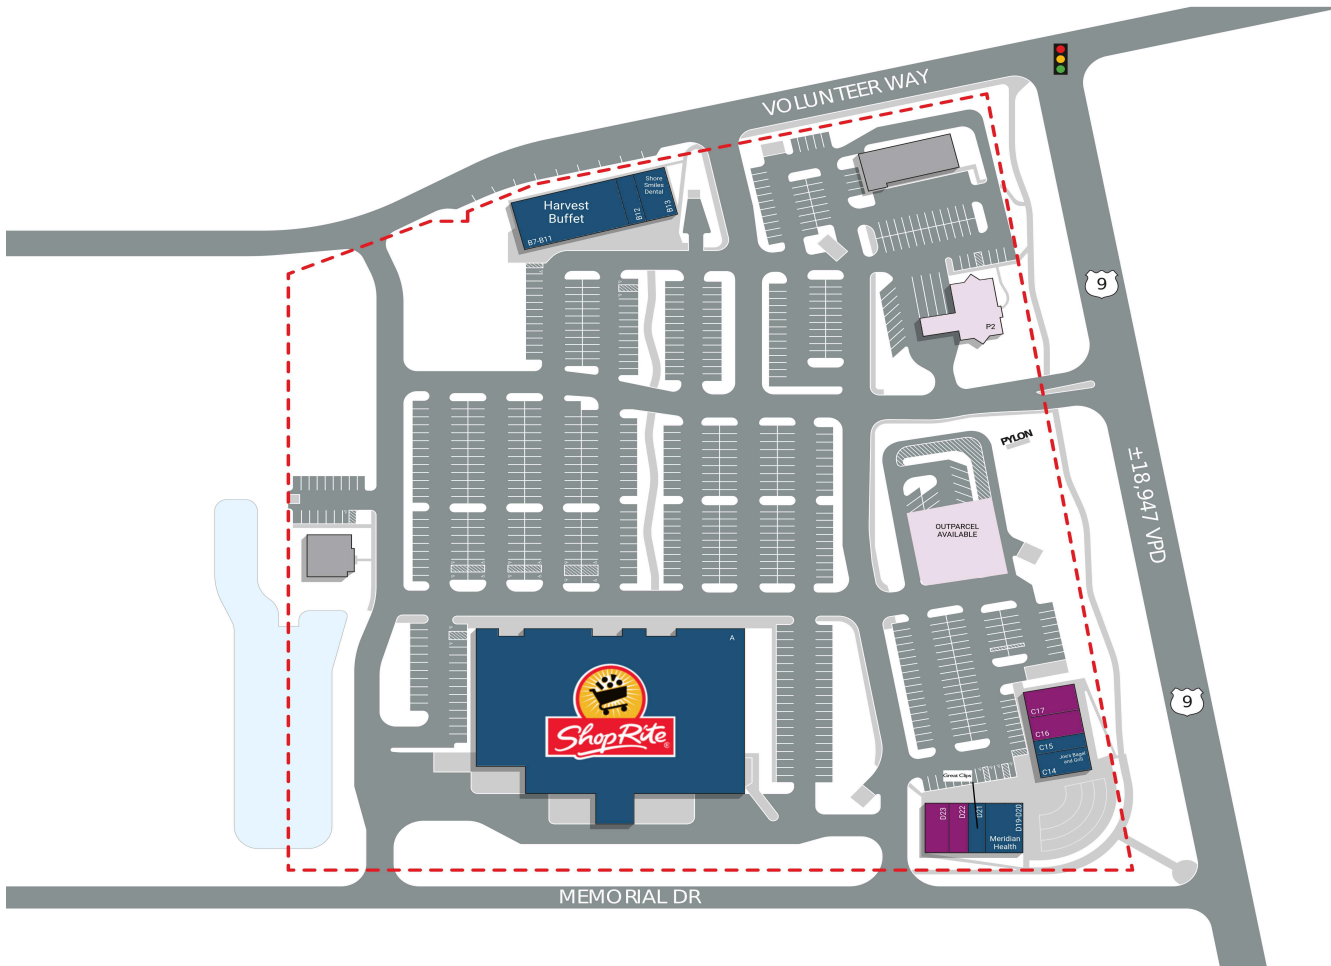 VOLUNTEER WAY
Harvest
Buffet
B7-B11
B12
Shore
Smiles
Dental
B13
9
P2
PYLON
±18,947 VPD
OUTPARCEL
AVAILABLE
A
ShopRite
®
9
C17
C16
C15
Joe's Bagel
and Grill
C14
Great Clips
D23
D22
D21
D19-D20
Meridian
Health
MEMORIAL DR